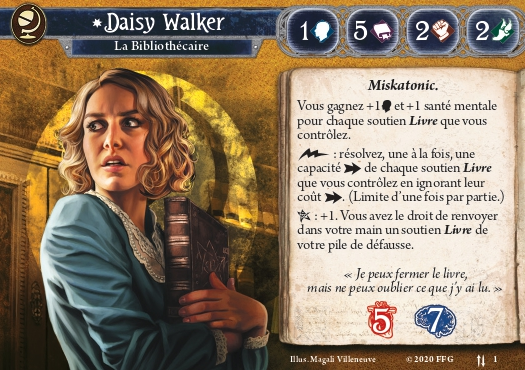 *Daisy Walker
La Bibliothécaire
1 5 2 2
Miskatonic.
Vous gagnez +1 et +1 santé mentale
pour chaque soutien Livre que vous
contrôlez.
: résolvez, une à la fois, une
capacité de chaque soutien Livre
que vous contrôlez en ignorant leur
coût . (Limite d'une fois par partie.)
: +1. Vous avez le droit de renvoyer
dans votre main un soutien Livre de
votre pile de défausse.
« Je peux fermer le livre,
mais ne peux oublier ce que j'y ai lu. »
5 7
Illus. Magali Villeneuve © 2020 FFG 1